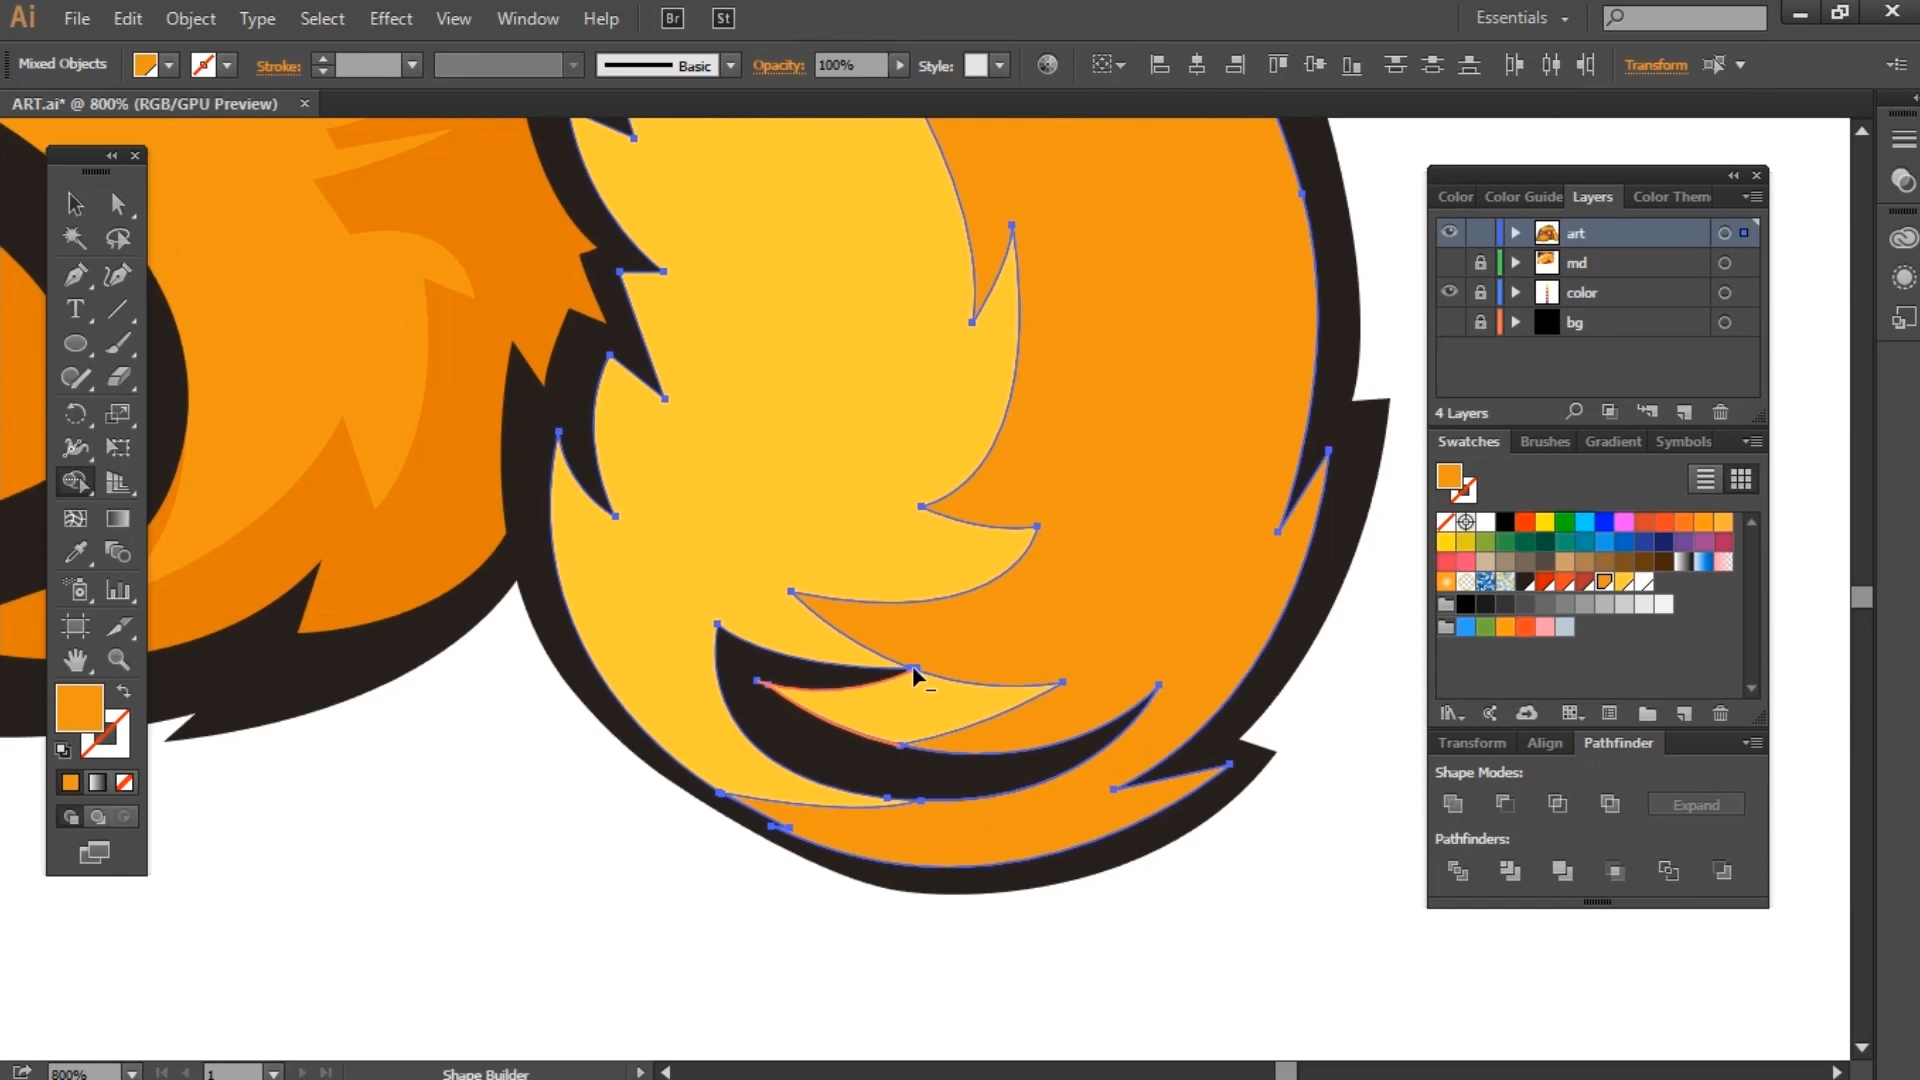 Ai File Edit Object Type Select Effect View Window Help Br St Essentials
Mixed Objects Stroke: Basic Opacity: 100% Style: Transform
ART.ai* @ 800% (RGB/GPU Preview) ×
Color Color Guide Layers Color Them
art
md
color
bg
4 Layers
Swatches Brushes Gradient Symbols
Transform Align Pathfinder
Shape Modes:
Expand
Pathfinders:
800% 1 Shape Builder